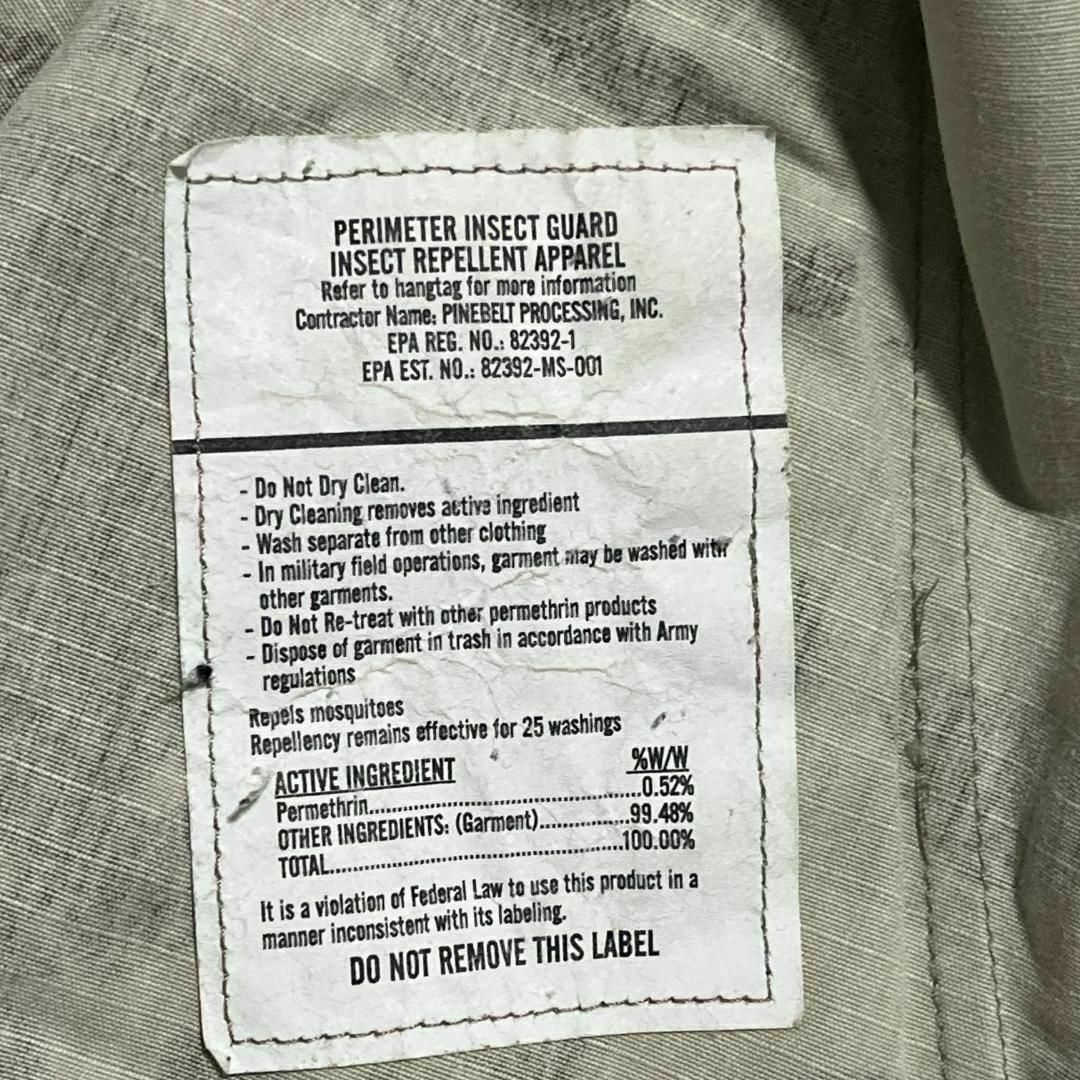 PERIMETER INSECT GUARD
INSECT REPELLENT APPAREL
Refer to hangtag for more information
Contractor Name: PINEBELT PROCESSING, INC.
EPA REG. NO.: 82392-1
EPA EST. NO.: 82392-MS-001
- Do Not Dry Clean.
- Dry Cleaning removes active ingredient
- Wash separate from other clothing
- In military field operations, garment may be washed with
other garments.
- Do Not Re-treat with other permethrin products
- Dispose of garment in trash in accordance with Army
regulations
Repels mosquitoes
Repellency remains effective for 25 washings
ACTIVE INGREDIENT %W/W
Permethrin...............................................0.52%
OTHER INGREDIENTS: (Garment)................99.48%
TOTAL....................................................100.00%
It is a violation of Federal Law to use this product in a
manner inconsistent with its labeling.
DO NOT REMOVE THIS LABEL